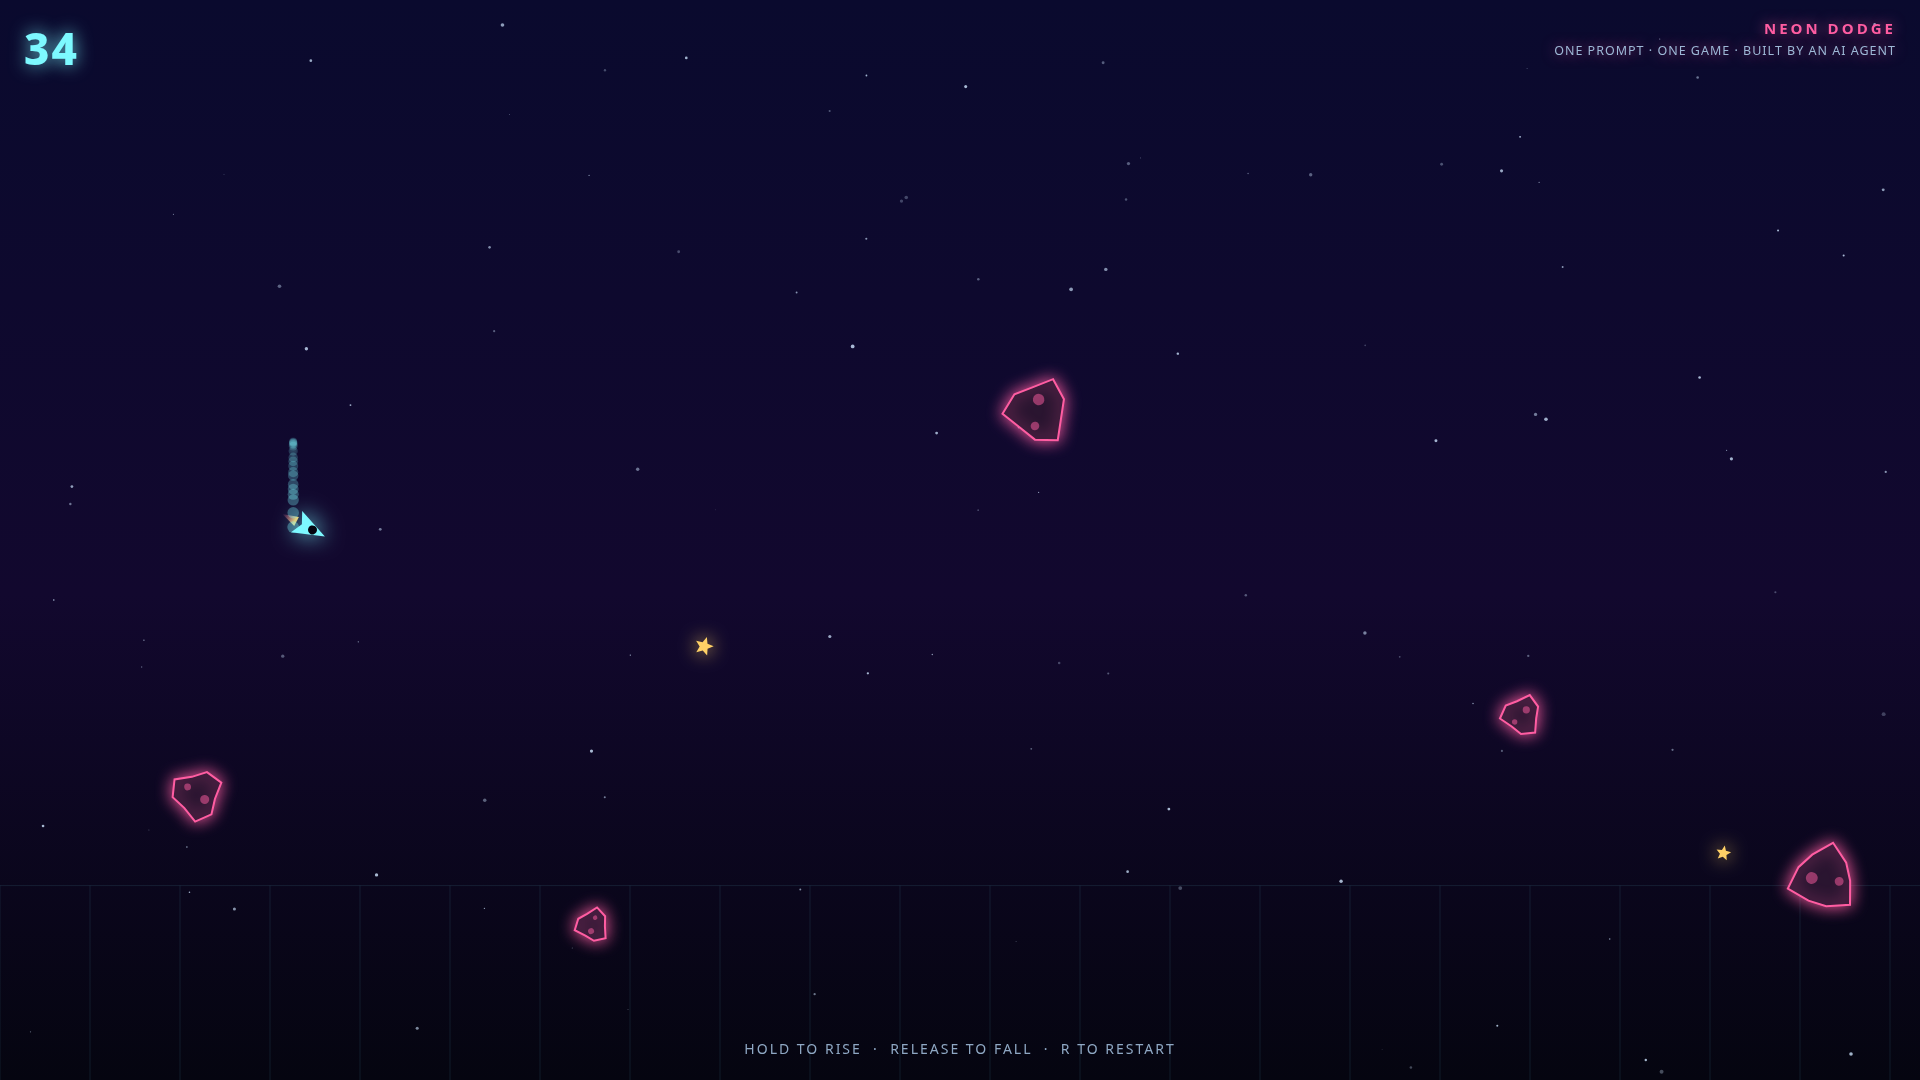 34
NEON DODGE
ONE PROMPT · ONE GAME · BUILT BY AN AI AGENT
HOLD TO RISE · RELEASE TO FALL · R TO RESTART